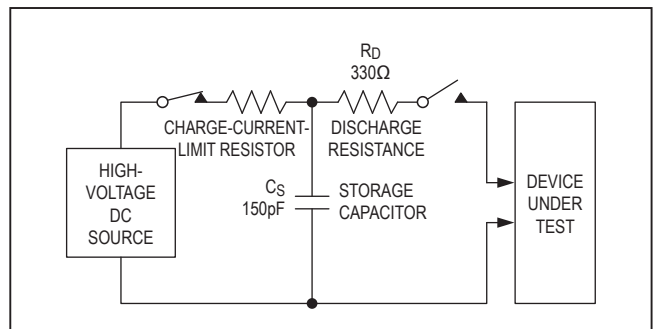 RD
330Ω
CHARGE-CURRENT-
LIMIT RESISTOR
DISCHARGE
RESISTANCE
HIGH-
VOLTAGE
DC
SOURCE
CS
150pF
STORAGE
CAPACITOR
DEVICE
UNDER
TEST